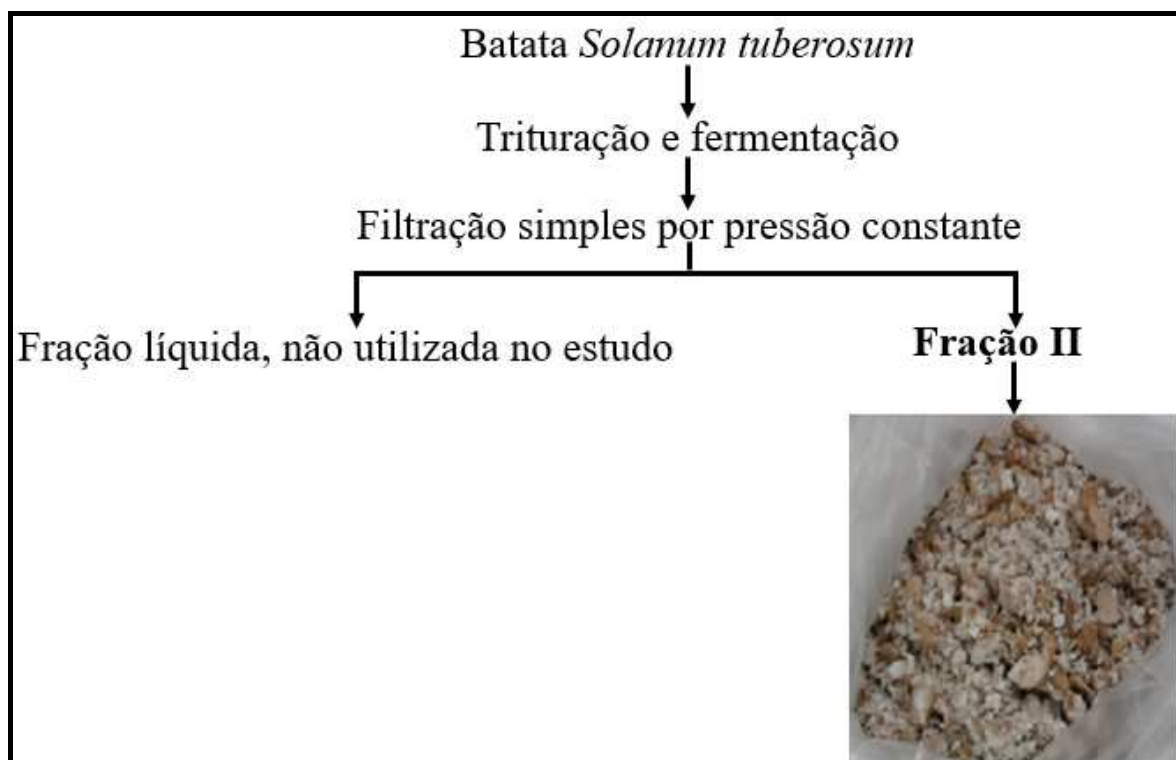 Batata Solanum tuberosum
Trituração e fermentação
Filtração simples por pressão constante
Fração líquida, não utilizada no estudo
Fração II